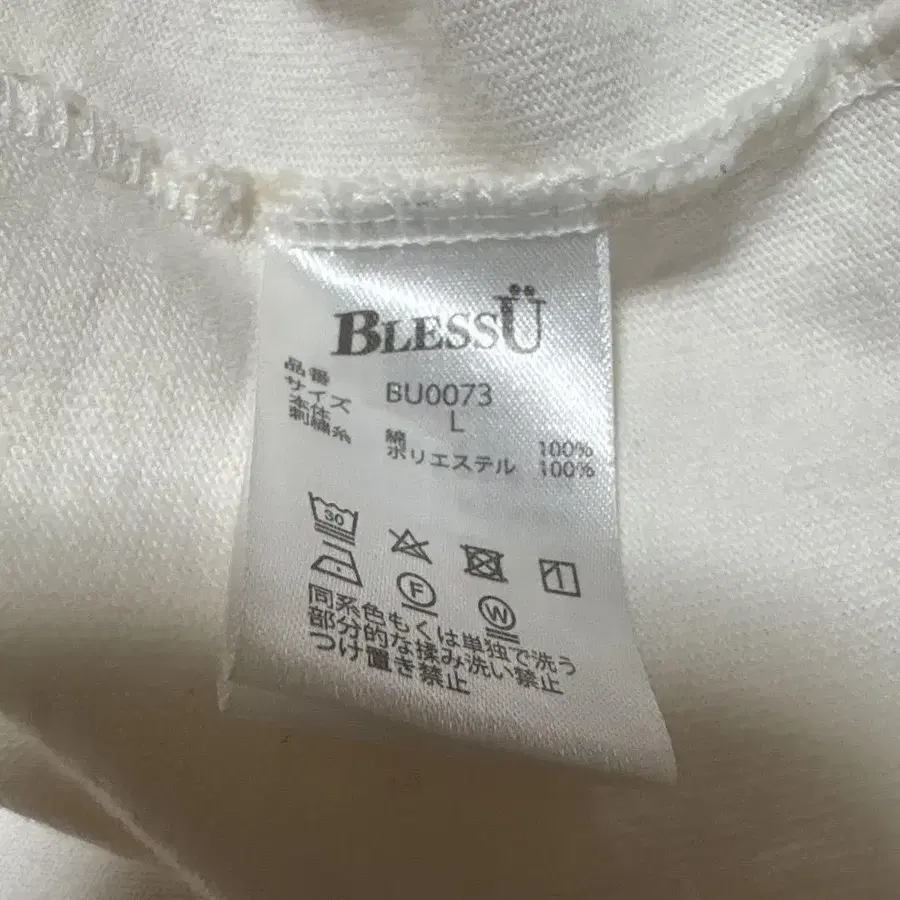 BLESSÜ
品番 BU0073
サイズ L
本体 綿 100%
刺繍糸 ポリエステル 100%
30
F
W
同系色もくは単独で洗う
部分的な揉み洗い禁止
つけ置き禁止